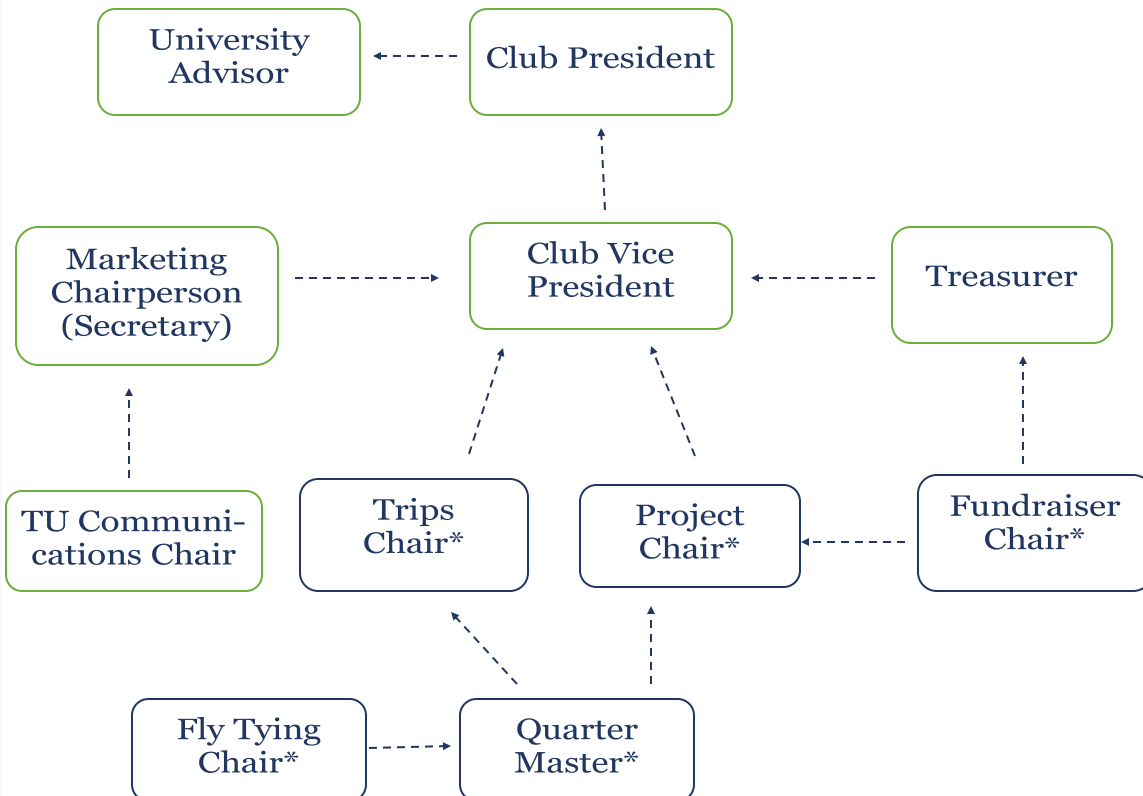 University
Advisor
Club President
Marketing
Chairperson
(Secretary)
Club Vice
President
Treasurer
TU Communi-
cations Chair
Trips
Chair*
Project
Chair*
Fundraiser
Chair*
Fly Tying
Chair*
Quarter
Master*